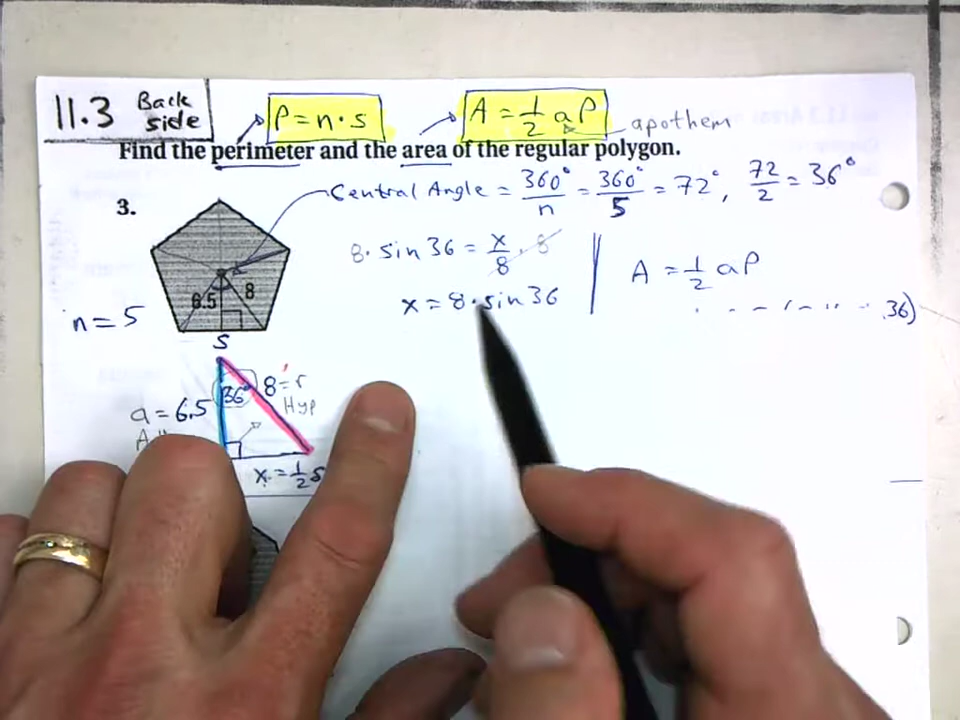 11.3 Back side
P = n · s
A = 1/2 aP
apothem
Find the perimeter and the area of the regular polygon.
Central Angle = 360°/n = 360°/5 = 72°, 72/2 = 36°
3.
8 · sin 36 = x/8 · 8
x = 8 · sin 36
A = 1/2 aP
36)
6.5
8
n = 5
s
36°
8 = r
Hyp
a = 6.5
x = 1/2 s